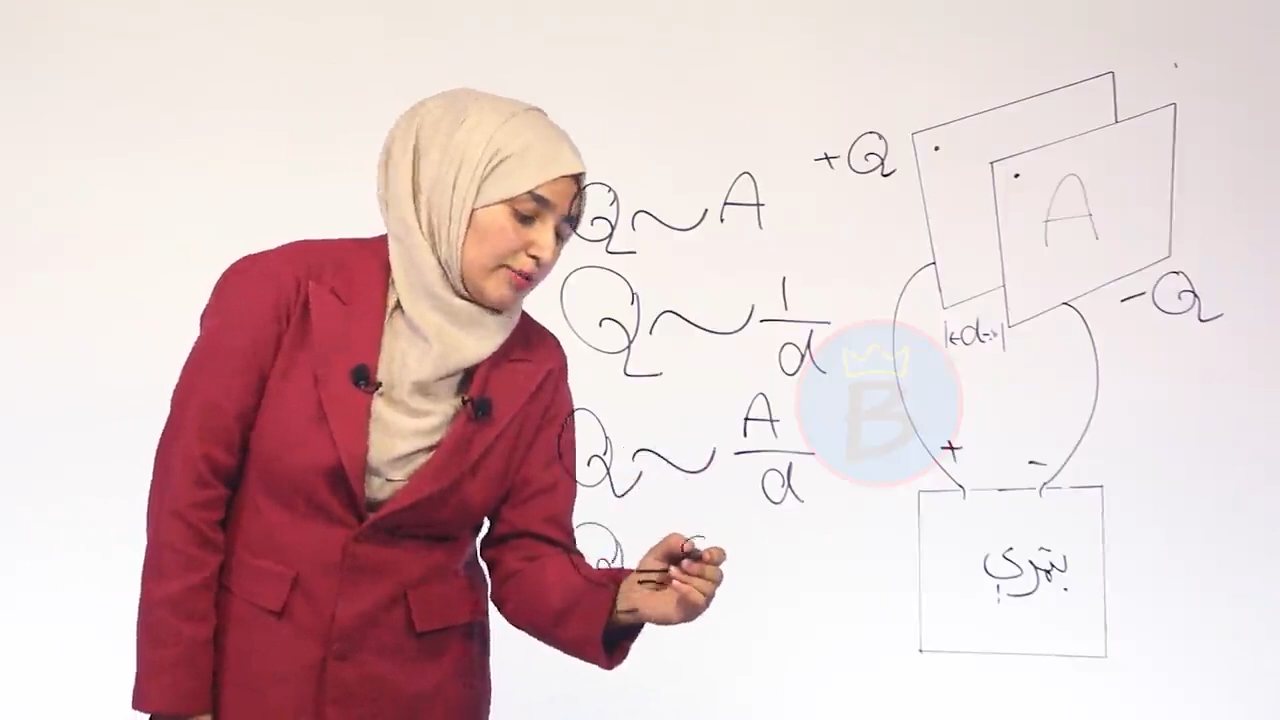 Q ~ A
Q ~ 1/d
Q ~ A/d
Q =
+Q
A
-Q
d
+ -
بتري
B